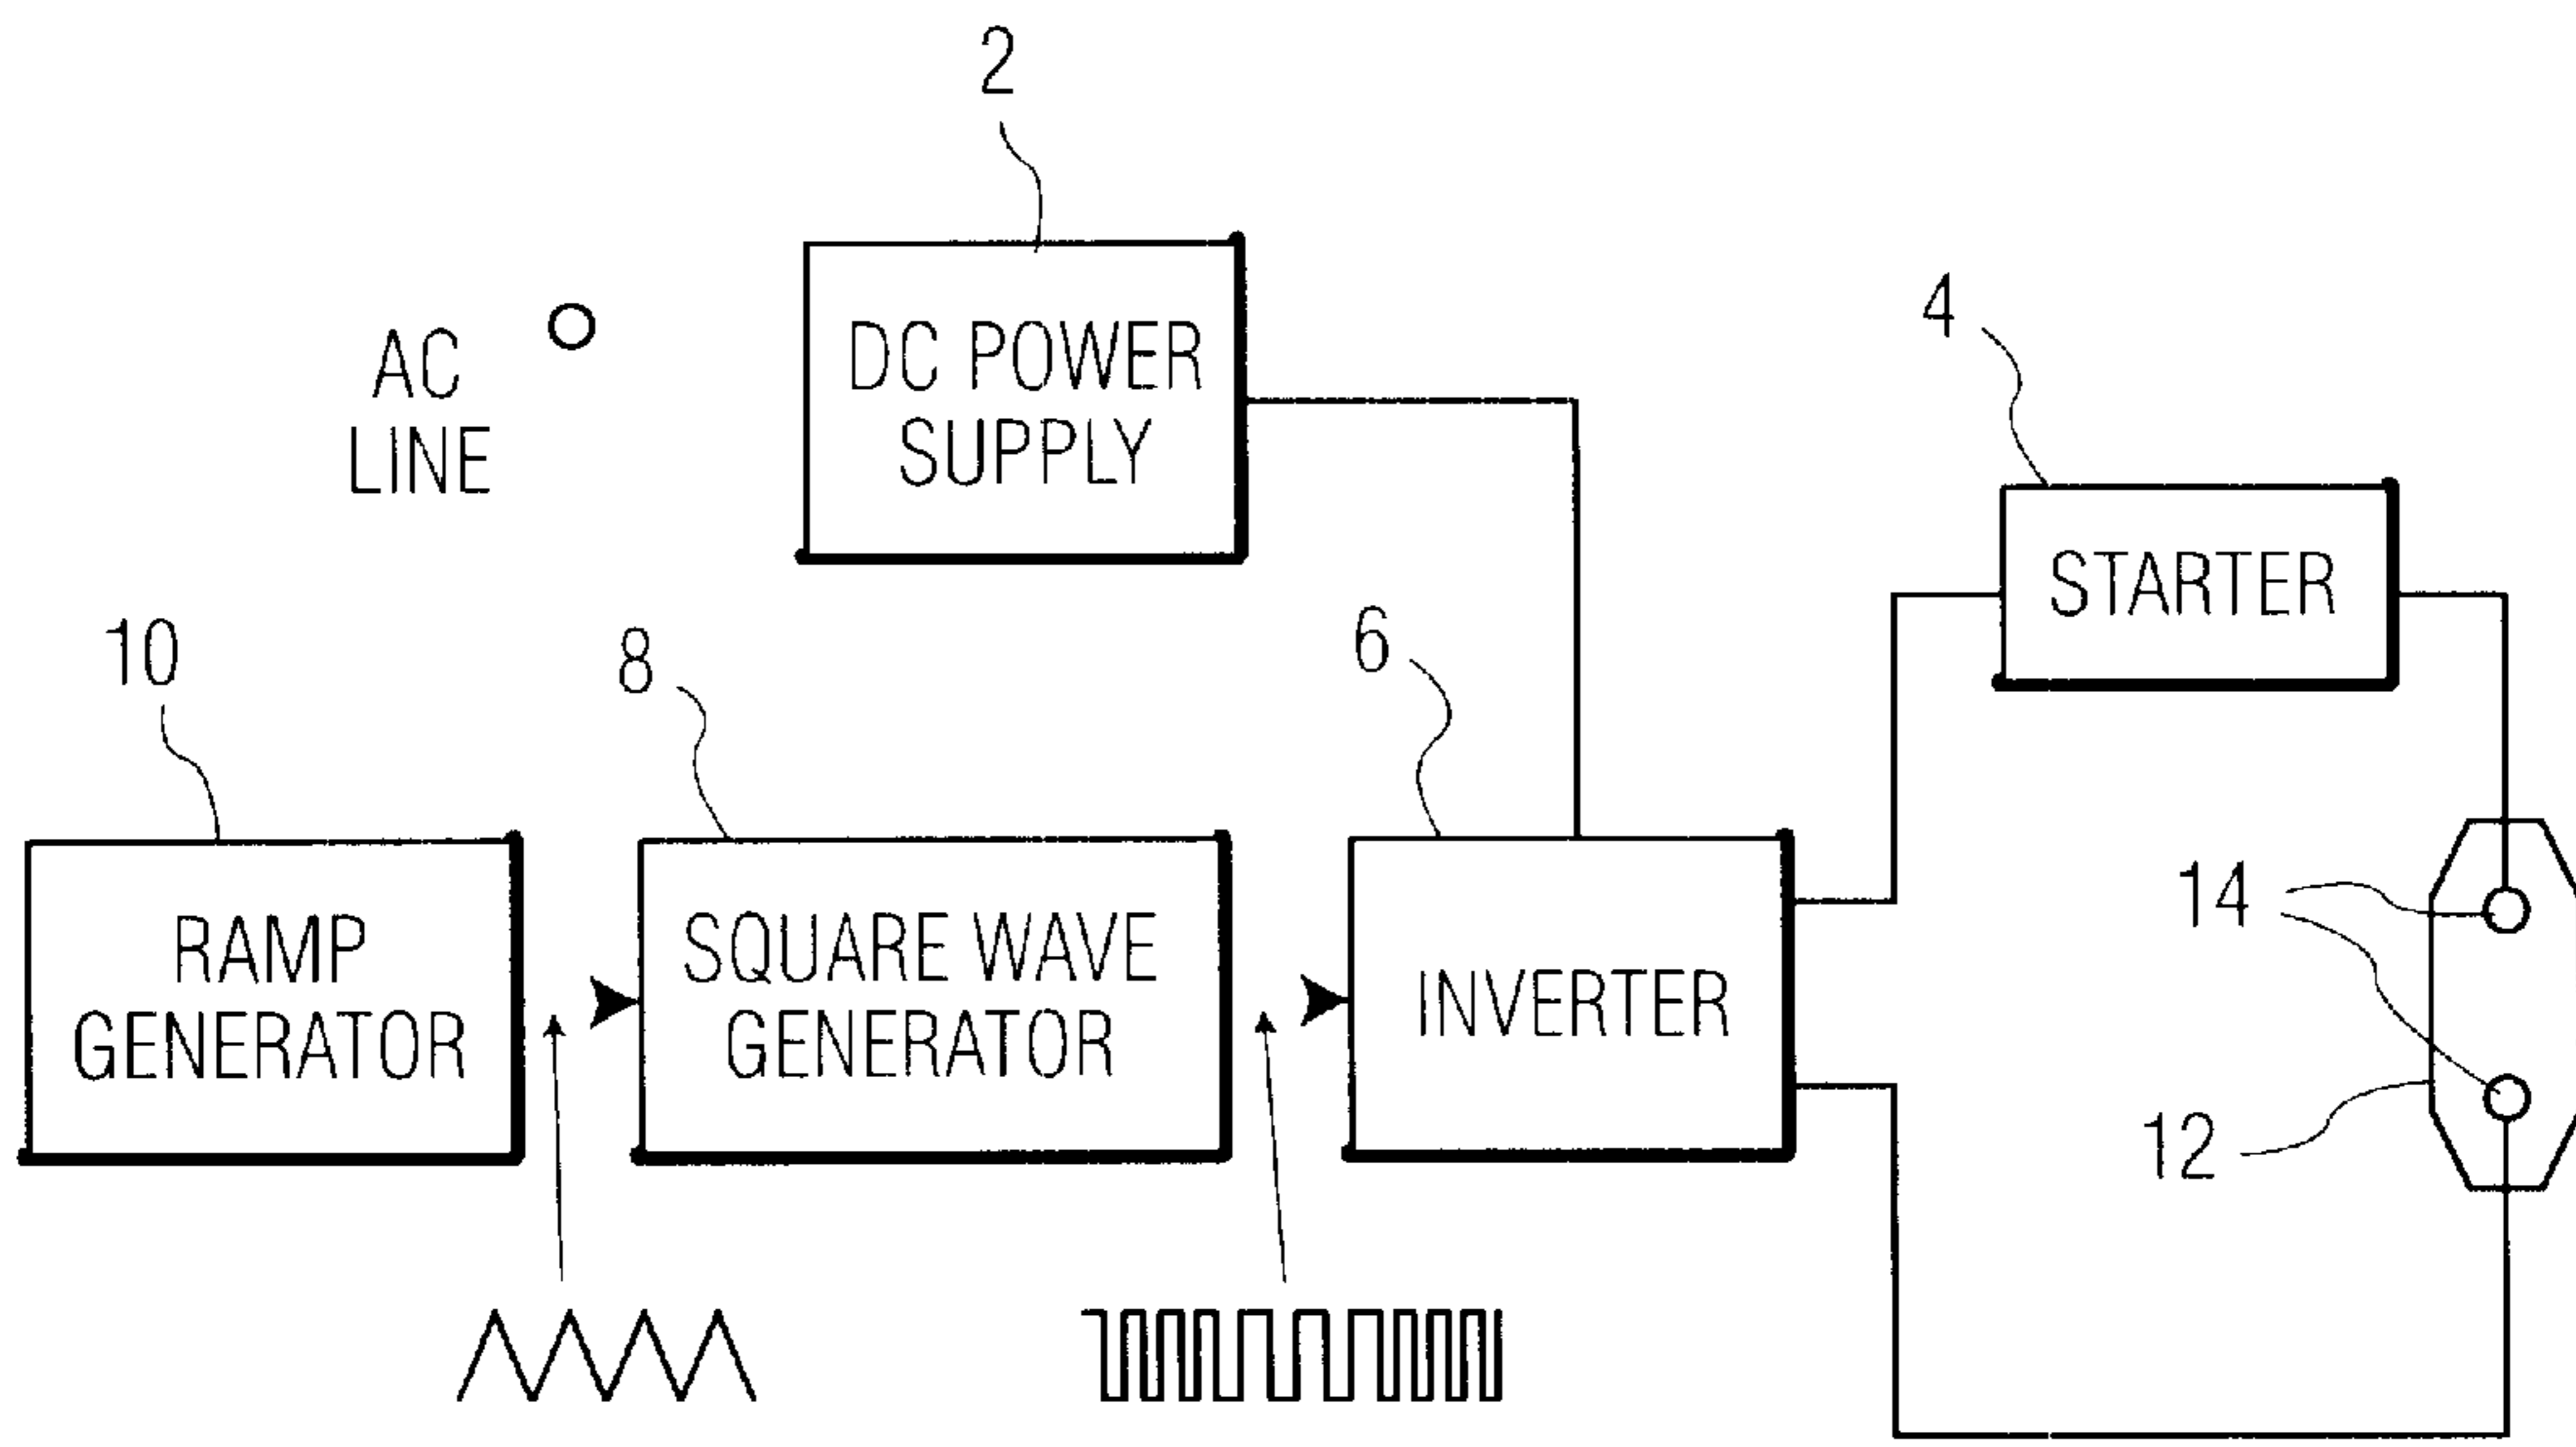 2
AC
LINE
DC POWER
SUPPLY
4
STARTER
10
8
6
RAMP
GENERATOR
SQUARE WAVE
GENERATOR
INVERTER
14
12